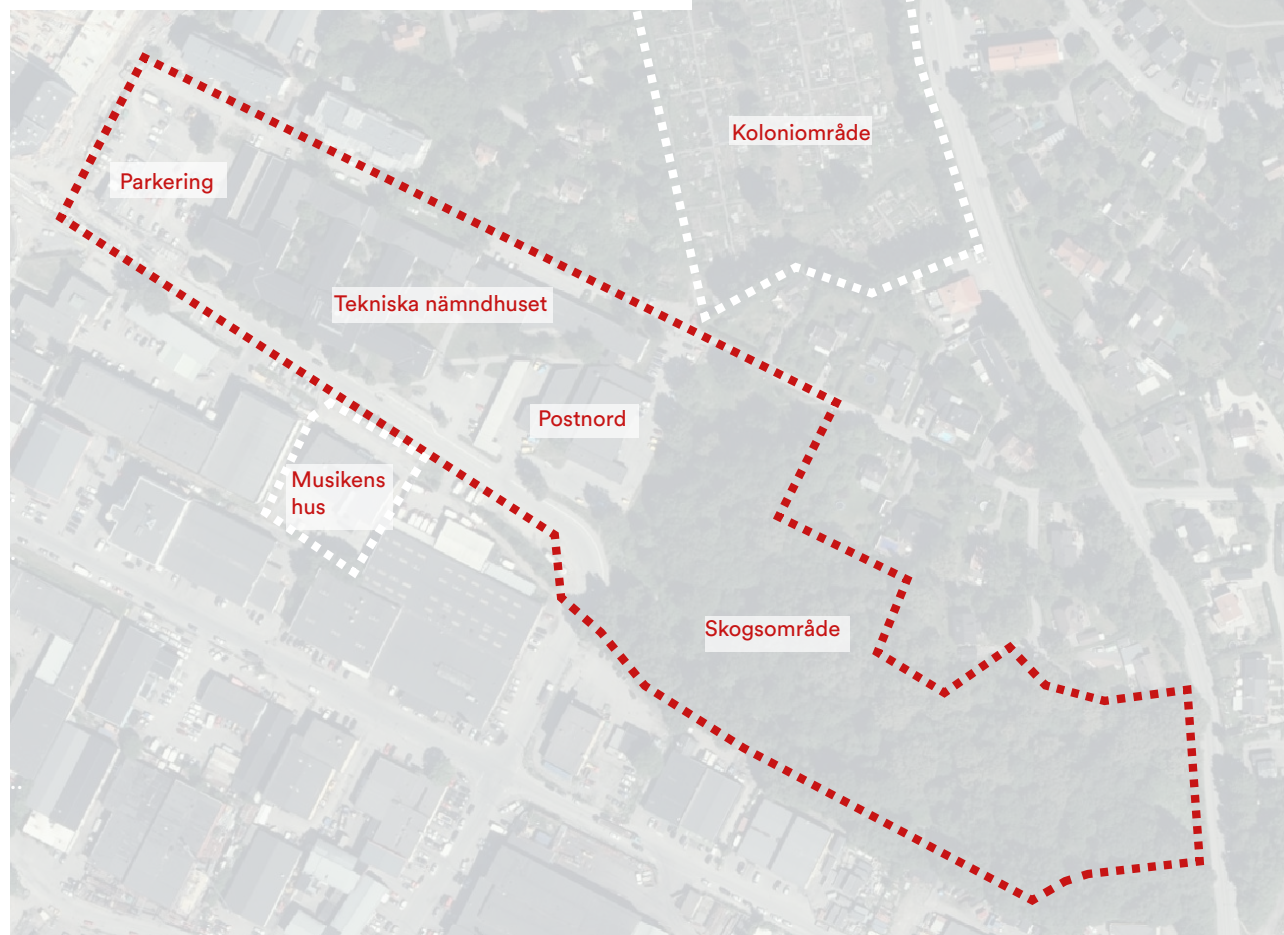 Koloniområde
Parkering
Tekniska nämndhuset
Postnord
Musikens
hus
Skogsområde